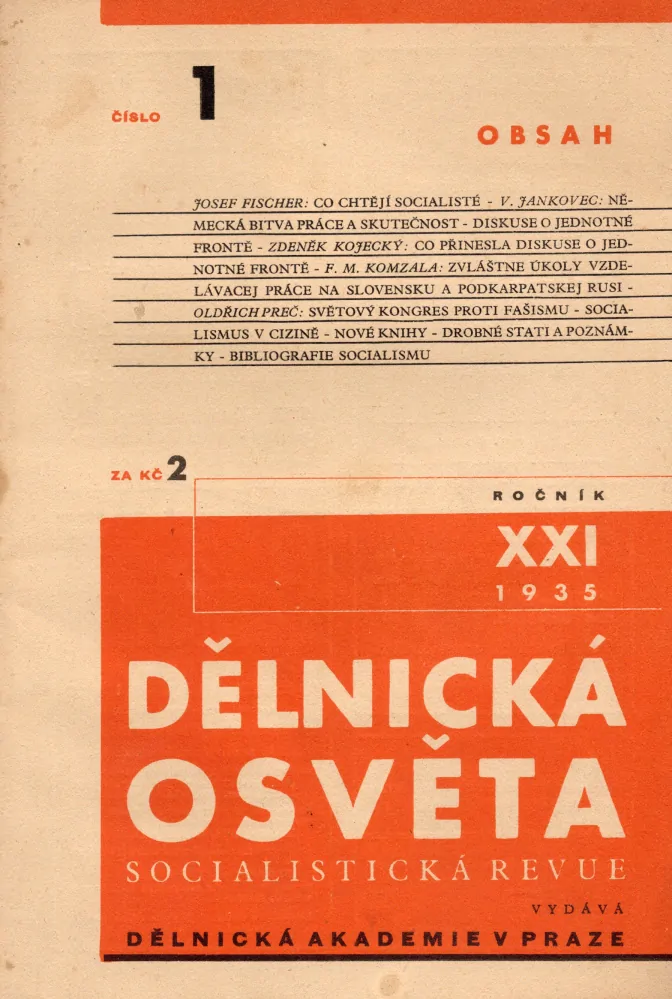 ČÍSLO 1
OBSAH
JOSEF FISCHER: CO CHTĚJÍ SOCIALISTÉ - V. JANKOVEC: NĚ-
MECKÁ BITVA PRÁCE A SKUTEČNOST - DISKUSE O JEDNOTNÉ
FRONTĚ - ZDENĚK KOJECKÝ: CO PŘINESLA DISKUSE O JED-
NOTNÉ FRONTĚ - F. M. KOMZALA: ZVLÁŠTNE ÚKOLY VZDE-
LÁVACEJ PRÁCE NA SLOVENSKU A PODKARPATSKEJ RUSI -
OLDŘICH PREČ: SVĚTOVÝ KONGRES PROTI FAŠISMU - SOCIA-
LISMUS V CIZINĚ - NOVÉ KNIHY - DROBNÉ STATI A POZNÁM-
KY - BIBLIOGRAFIE SOCIALISMU
ZA KČ 2
ROČNÍK
XXI
1935
DĚLNICKÁ
OSVĚTA
SOCIALISTICKÁ REVUE
VYDÁVÁ
DĚLNICKÁ AKADEMIE V PRAZE